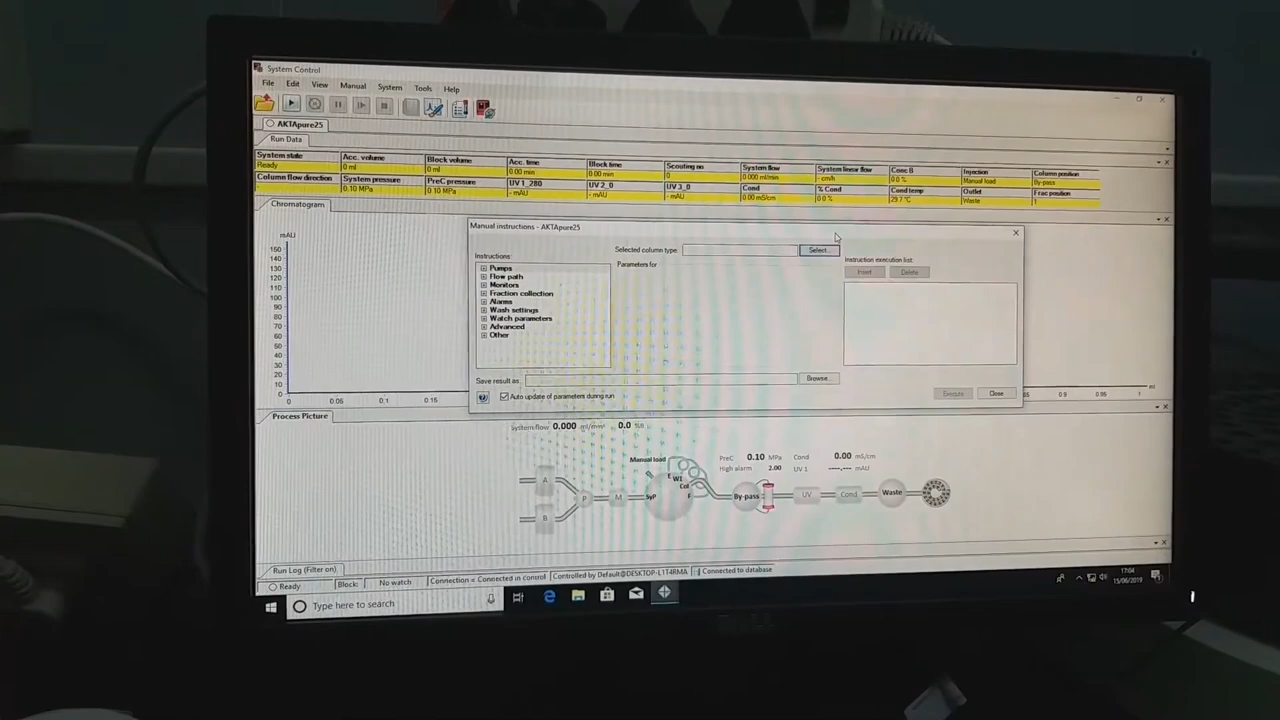 System Control
File Edit View Manual System Tools Help
AKTApure25
Run Data
System state Acc. volume Block volume Acc. time Block time Scouting no System flow System linear flow Conc B Injection Column position
Ready 0 ml 0 ml 0.00 min 0.00 min 0 0.000 ml/min - cm/h 0.0 % Manual load By-pass
Column flow direction System pressure PreC pressure UV 1_280 UV 2_0 UV 3_0 Cond % Cond Cond temp Outlet Frac position
- 0.10 MPa 0.10 MPa - mAU - mAU - mAU 0.00 mS/cm 0.0 % 29.7 °C Waste 1
Chromatogram
mAU
150
140
130
120
110
100
90
80
70
60
50
40
30
20
10
0
0 0.05 0.1 0.15 0.9 0.95 1 ml
Manual instructions - AKTApure25
Selected column type: Select...
Instructions:
Parameters for
Instruction execution list:
Insert Delete
Pumps
Flow path
Monitors
Fraction collection
Alarms
Wash settings
Watch parameters
Advanced
Other
Save result as: Browse...
Auto update of parameters during run
Execute Close
Process Picture
System flow 0.000 ml/min 0.0 %B
Manual load
PreC 0.10 MPa Cond 0.00 mS/cm
High alarm 2.00 UV 1 mAU
A
B
P M SyP E W1 Col F By-pass UV Cond Waste
Run Log (Filter on)
Ready Block: No watch Connection = Connected in control Controlled by Default@DESKTOP-L1T4RMA Connected to database
Type here to search
17:04
15/06/2019